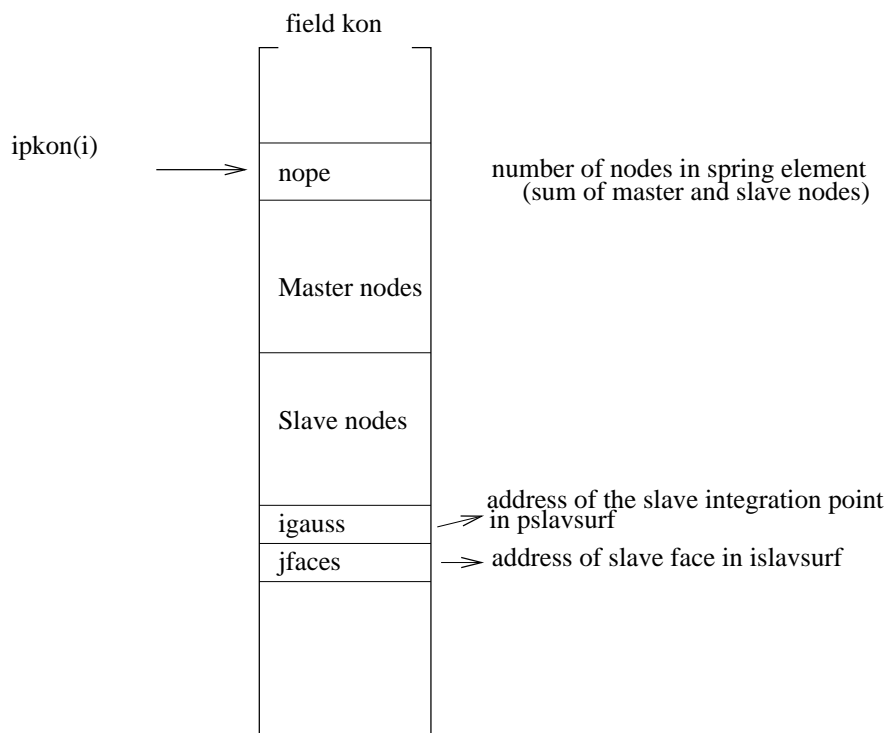 field kon
ipkon(i)
nope
number of nodes in spring element
(sum of master and slave nodes)
Master nodes
Slave nodes
igauss
address of the slave integration point
in pslavsurf
jfaces
address of slave face in islavsurf